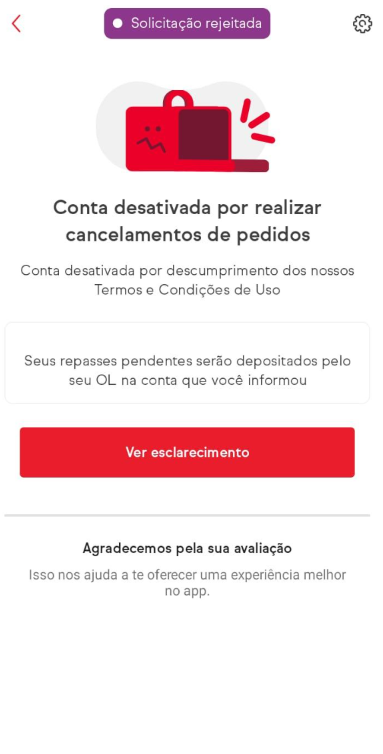 Solicitação rejeitada
Conta desativada por realizar
cancelamentos de pedidos
Conta desativada por descumprimento dos nossos
Termos e Condições de Uso
Seus repasses pendentes serão depositados pelo
seu OL na conta que você informou
Ver esclarecimento
Agradecemos pela sua avaliação
Isso nos ajuda a te oferecer uma experiência melhor
no app.